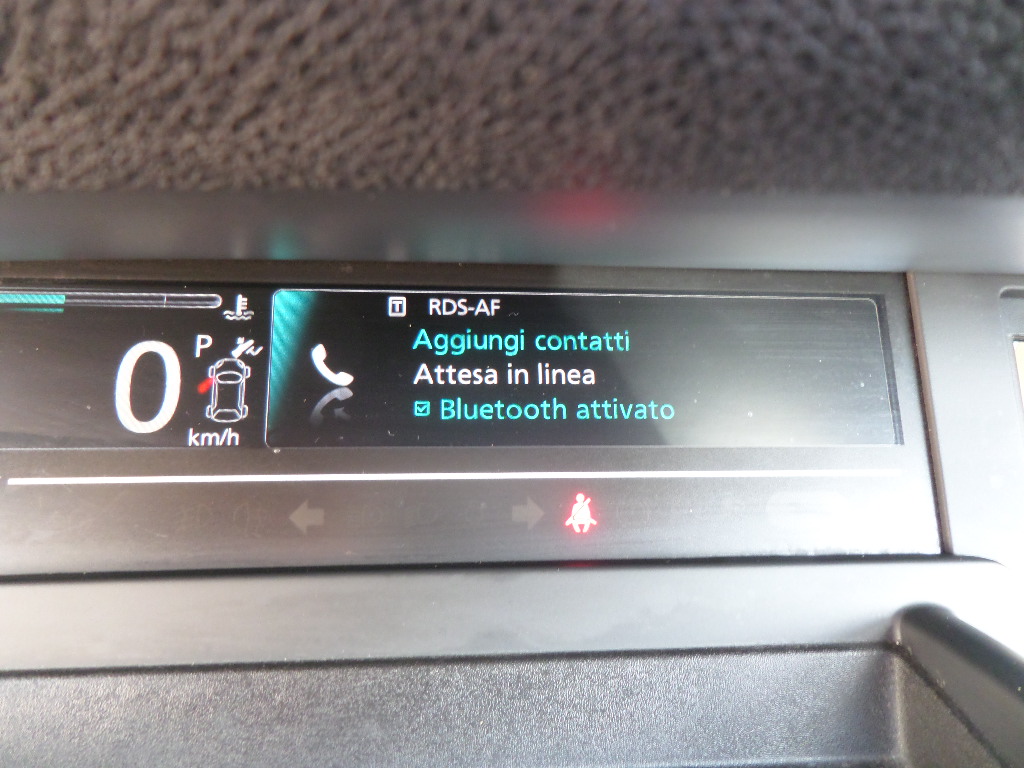 T RDS-AF
Aggiungi contatti
Attesa in linea
Bluetooth attivato
0
P
km/h